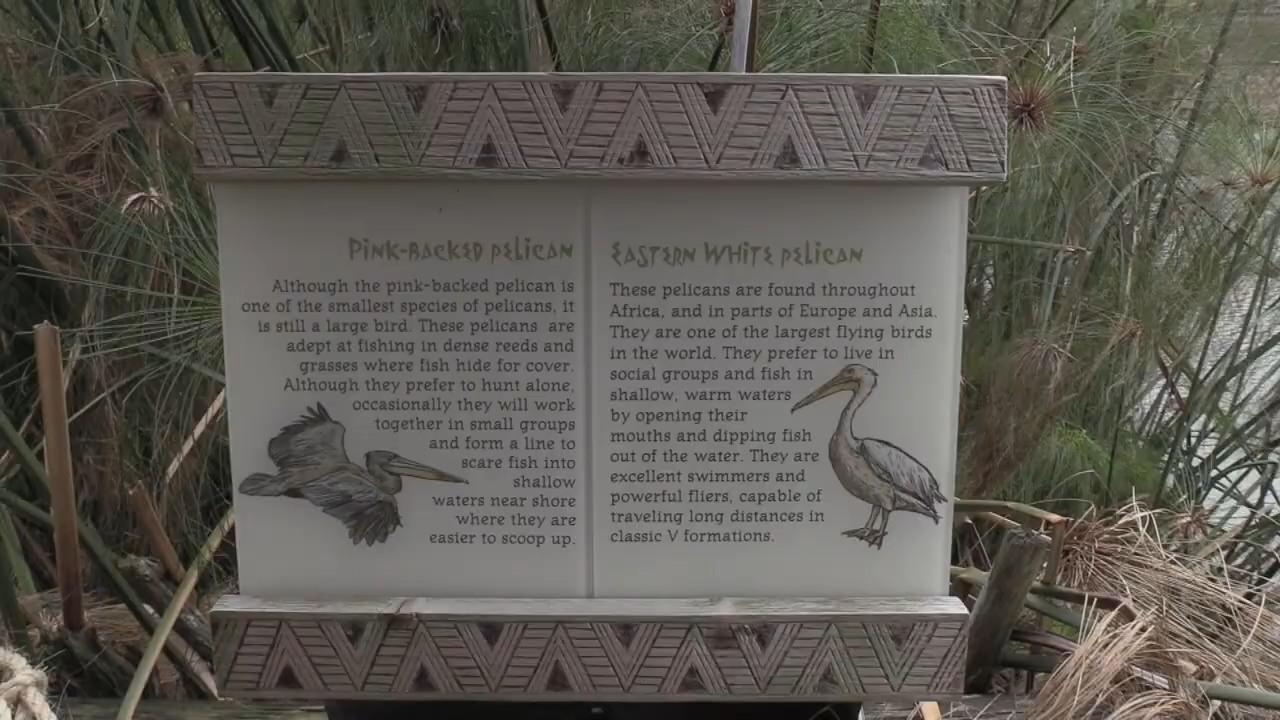 PINK-BACKED PELICAN
Although the pink-backed pelican is
one of the smallest species of pelicans, it
is still a large bird. These pelicans are
adept at fishing in dense reeds and
grasses where fish hide for cover.
Although they prefer to hunt alone,
occasionally they will work
together in small groups
and form a line to
scare fish into
shallow
waters near shore
where they are
easier to scoop up.
EASTERN WHITE PELICAN
These pelicans are found throughout
Africa, and in parts of Europe and Asia.
They are one of the largest flying birds
in the world. They prefer to live in
social groups and fish in
shallow, warm waters
by opening their
mouths and dipping fish
out of the water. They are
excellent swimmers and
powerful fliers, capable of
traveling long distances in
classic V formations.